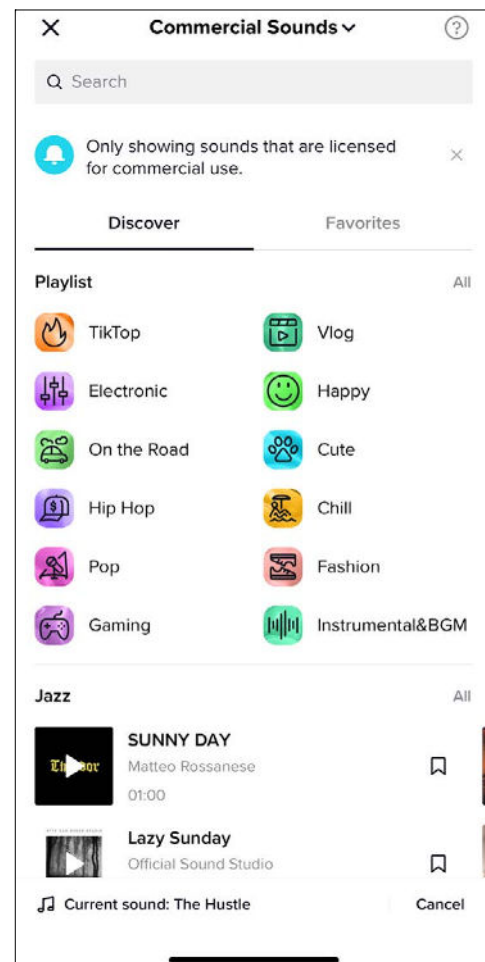 Commercial Sounds
?
Search
Only showing sounds that are licensed
for commercial use.
Discover Favorites
Playlist All
TikTop Vlog
Electronic Happy
On the Road Cute
$
Hip Hop Chill
Pop Fashion
Gaming Instrumental&BGM
Jazz All
SUNNY DAY
Matteo Rossanese
01:00
Lazy Sunday
Official Sound Studio
Current sound: The Hustle Cancel